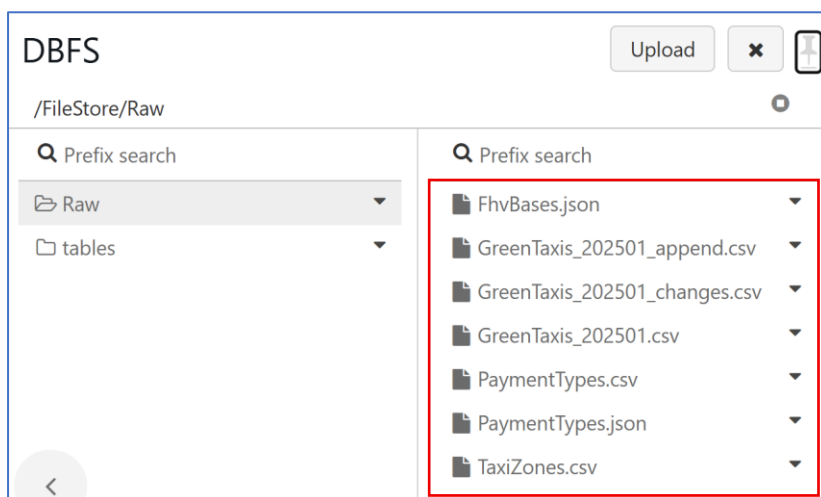 DBFS
Upload
/FileStore/Raw
Prefix search
Raw
tables
Prefix search
FhvBases.json
GreenTaxis_202501_append.csv
GreenTaxis_202501_changes.csv
GreenTaxis_202501.csv
PaymentTypes.csv
PaymentTypes.json
TaxiZones.csv